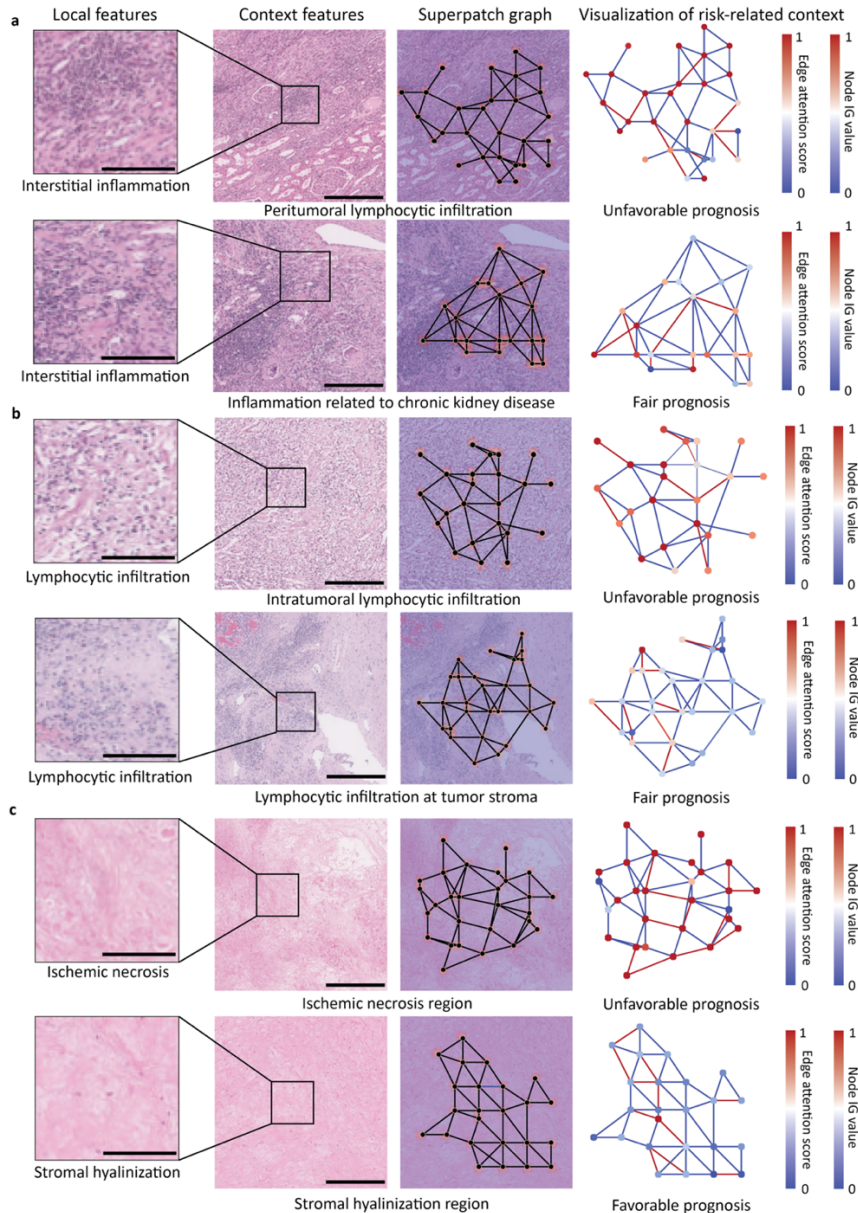 Local features
Context features
Superpatch graph
Visualization of risk-related context
a
Interstitial inflammation
Peritumoral lymphocytic infiltration
Unfavorable prognosis
1
0
Edge attention score
1
0
Node IG value
Interstitial inflammation
Inflammation related to chronic kidney disease
Fair prognosis
1
0
Edge attention score
1
0
Node IG value
b
Lymphocytic infiltration
Intratumoral lymphocytic infiltration
Unfavorable prognosis
1
0
Edge attention score
1
0
Node IG value
Lymphocytic infiltration
Lymphocytic infiltration at tumor stroma
Fair prognosis
1
0
Edge attention score
1
0
Node IG value
c
Ischemic necrosis
Ischemic necrosis region
Unfavorable prognosis
1
0
Edge attention score
1
0
Node IG value
Stromal hyalinization
Stromal hyalinization region
Favorable prognosis
1
0
Edge attention score
1
0
Node IG value